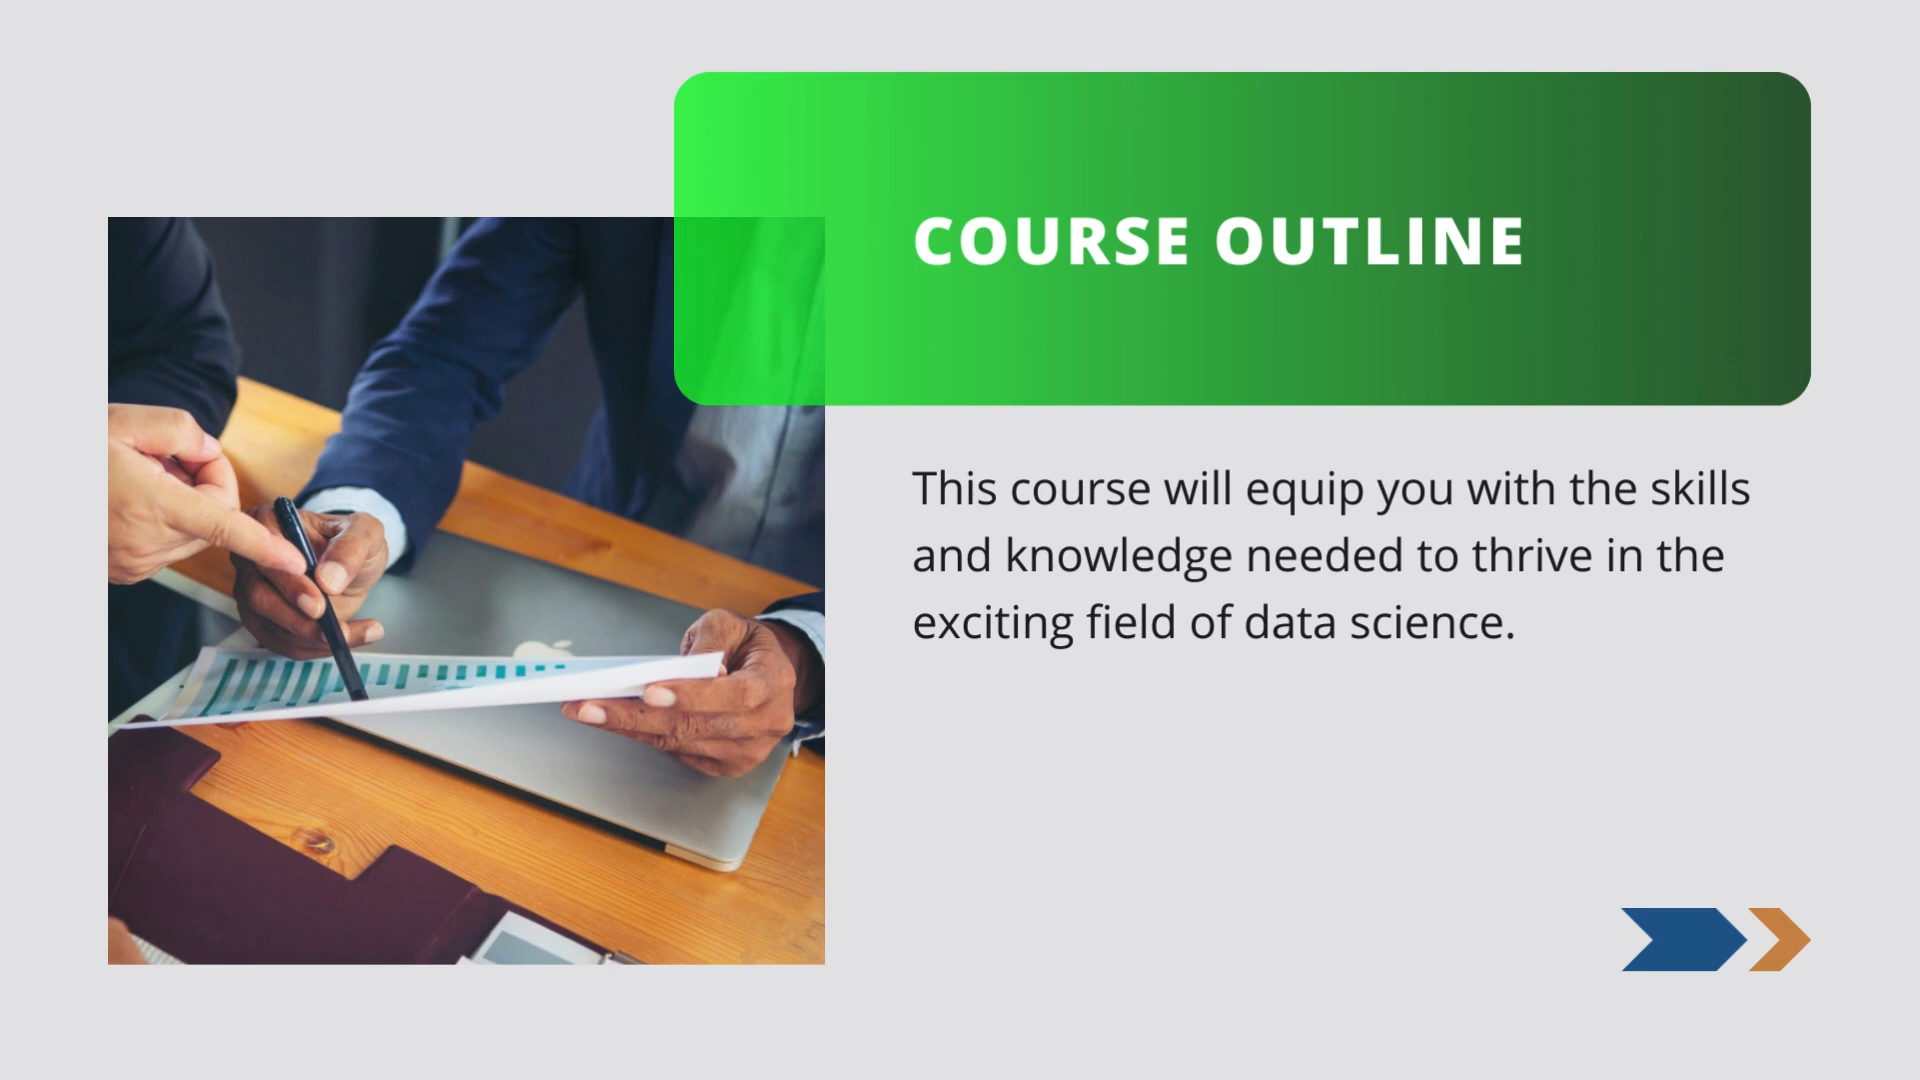 COURSE OUTLINE
This course will equip you with the skills
and knowledge needed to thrive in the
exciting field of data science.